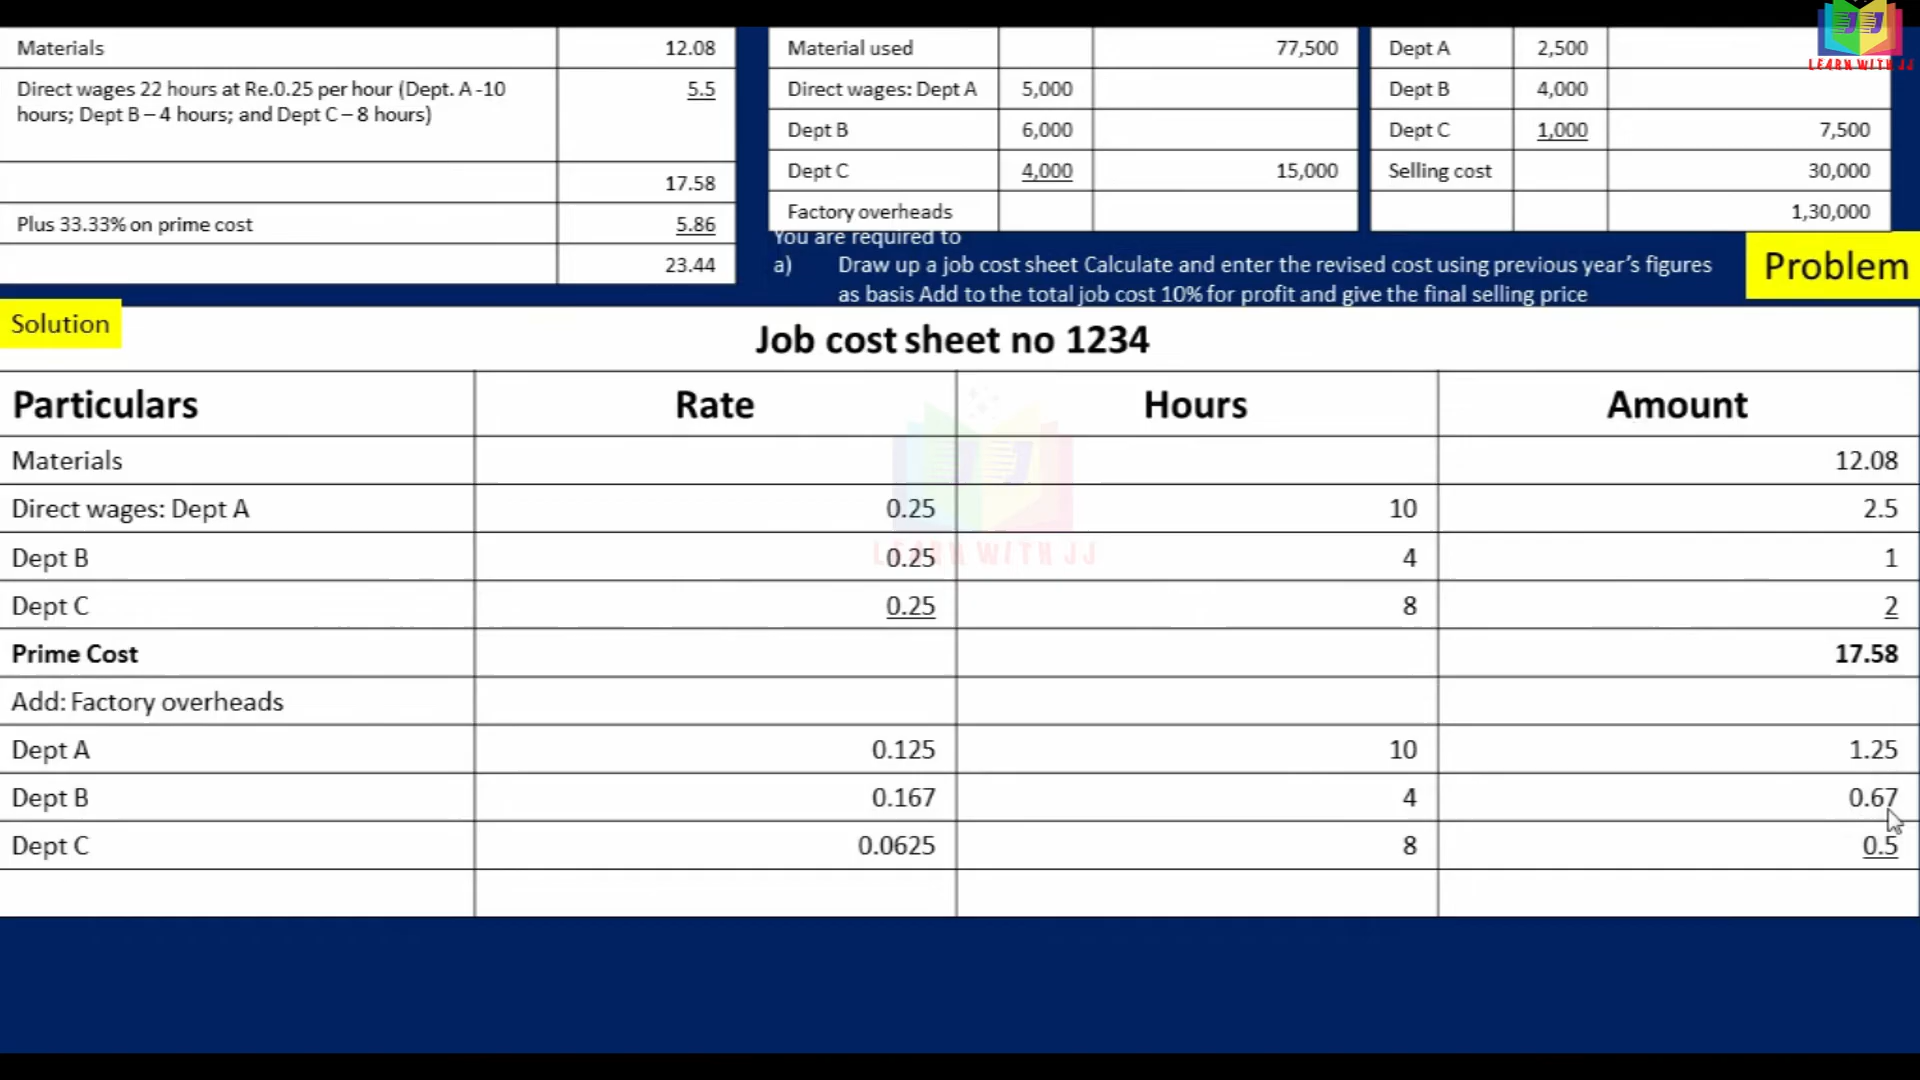 LEARN WITH JJ
Materials 12.08
Direct wages 22 hours at Re.0.25 per hour (Dept. A -10 5.5
hours; Dept B – 4 hours; and Dept C – 8 hours)
17.58
Plus 33.33% on prime cost 5.86
23.44
Material used 77,500
Direct wages: Dept A 5,000
Dept B 6,000
Dept C 4,000 15,000
Factory overheads
Dept A 2,500
Dept B 4,000
Dept C 1,000 7,500
Selling cost 30,000
1,30,000
You are required to
a) Draw up a job cost sheet Calculate and enter the revised cost using previous year’s figures
as basis Add to the total job cost 10% for profit and give the final selling price
Problem
Solution
Job cost sheet no 1234
Particulars Rate Hours Amount
Materials 12.08
Direct wages: Dept A 0.25 10 2.5
Dept B 0.25 4 1
Dept C 0.25 8 2
Prime Cost 17.58
Add: Factory overheads
Dept A 0.125 10 1.25
Dept B 0.167 4 0.67
Dept C 0.0625 8 0.5
LEARN WITH JJ